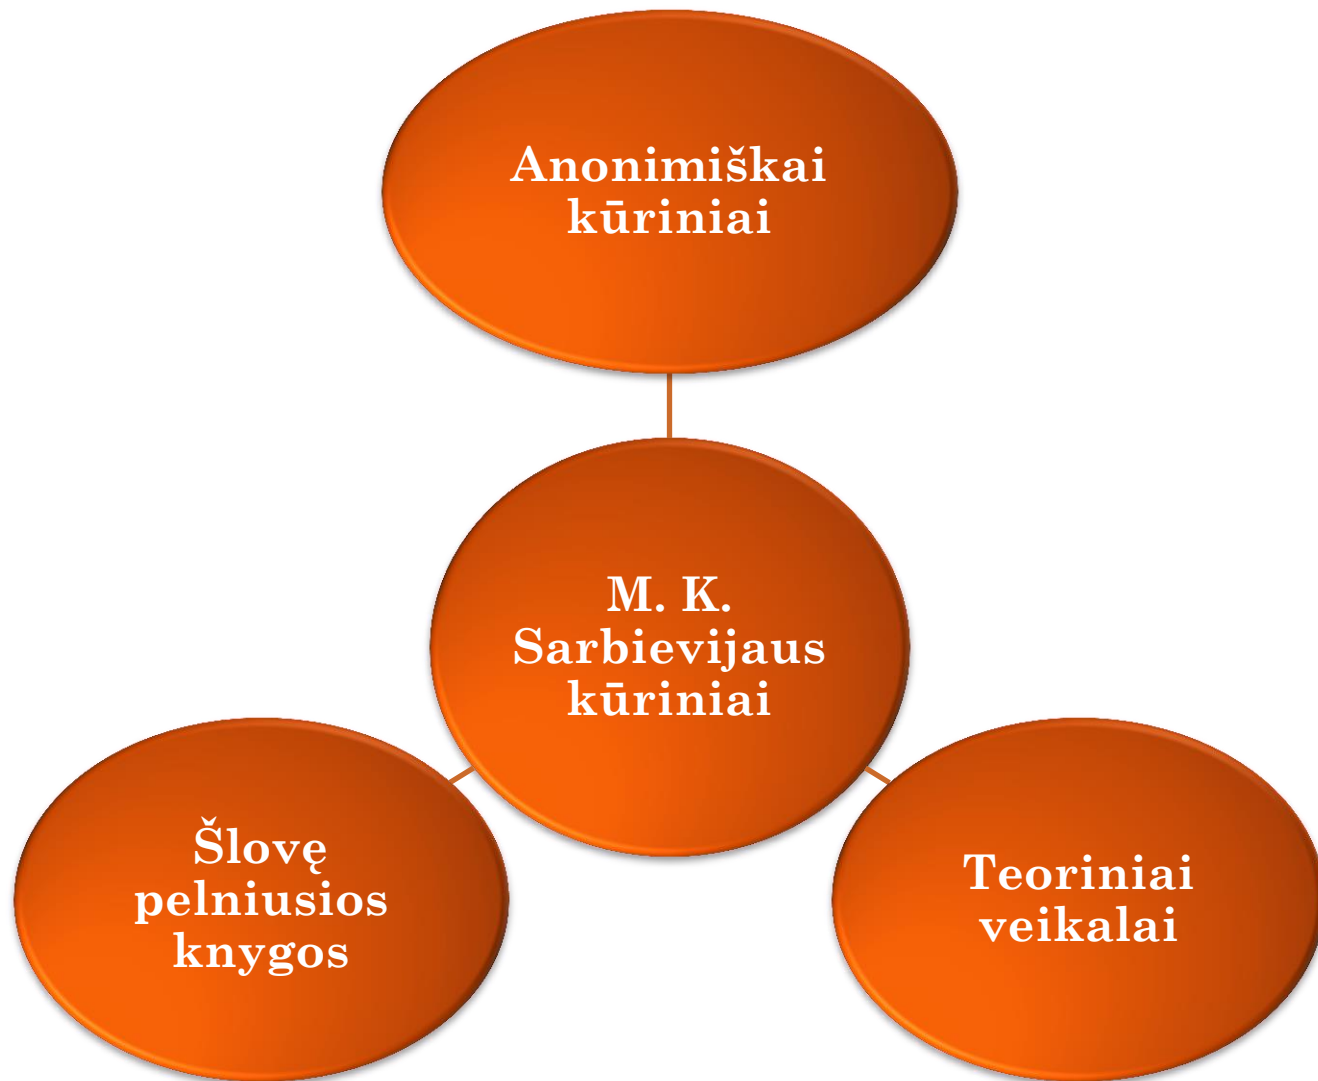 Anonimiškai
kūriniai
M. K.
Sarbievijaus
kūriniai
Šlovę
pelniusios
knygos
Teoriniai
veikalai